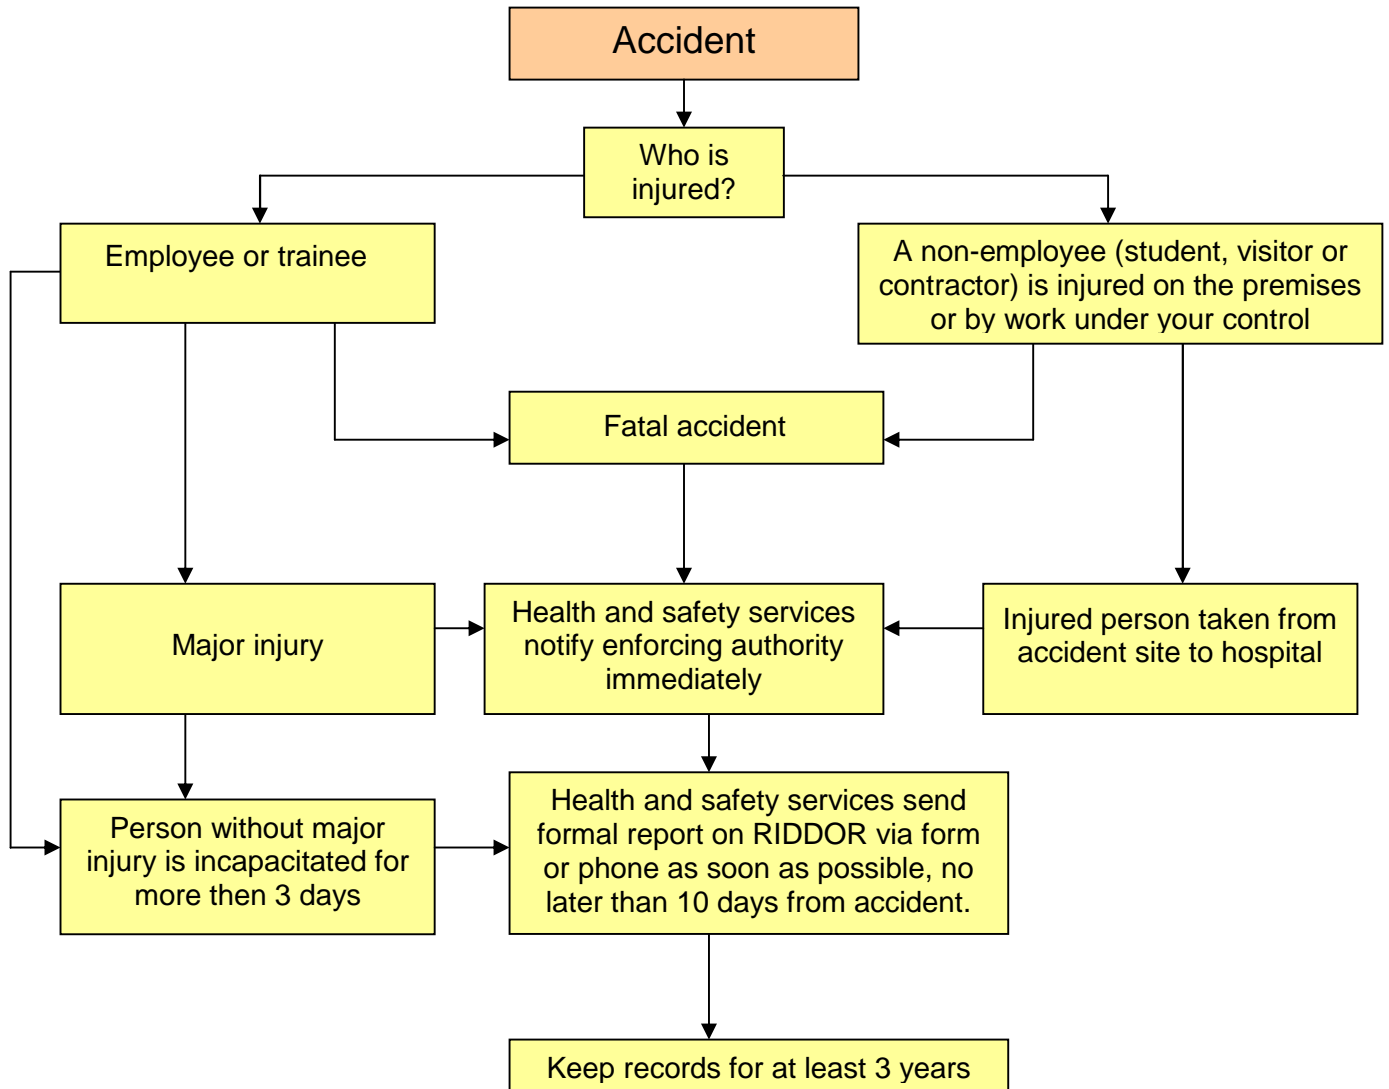 Accident
Who is
injured?
Employee or trainee
A non-employee (student, visitor or
contractor) is injured on the premises
or by work under your control
Fatal accident
Major injury
Health and safety services
notify enforcing authority
immediately
Injured person taken from
accident site to hospital
Person without major
injury is incapacitated for
more then 3 days
Health and safety services send
formal report on RIDDOR via form
or phone as soon as possible, no
later than 10 days from accident.
Keep records for at least 3 years